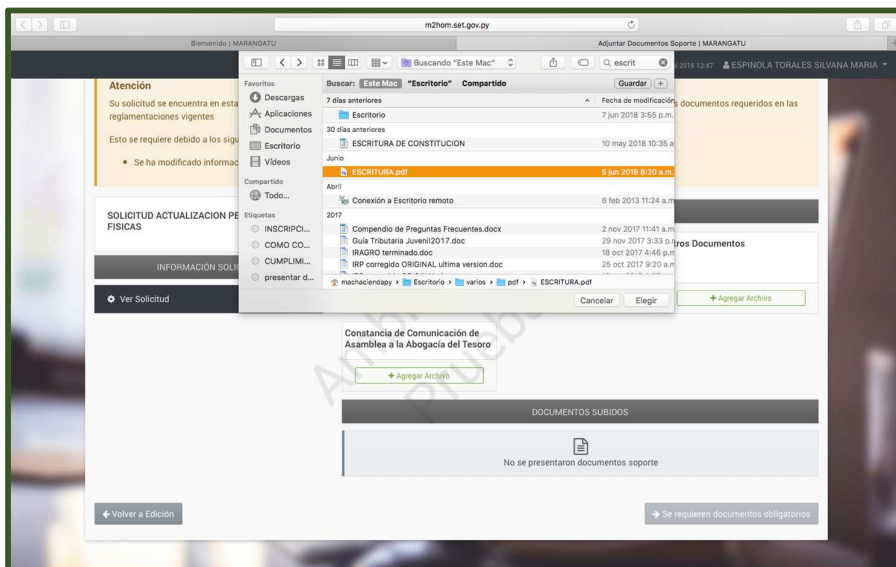 m2hom.set.gov.py
Bienvenido | MARANGATU
Adjuntar Documentos Soporte | MARANGATU
2018 12:47 ESPINOLA TORALES SILVANA MARIA
Buscando "Este Mac"
escrit
Atención
Su solicitud se encuentra en esta
s documentos requeridos en las
reglamentaciones vigentes
Esto se requiere debido a los sigu
Se ha modificado informac
Favoritos
Descargas
Aplicaciones
Documentos
Escritorio
Vídeos
Compartido
Todo...
Etiquetas
INSCRIPCI...
COMO CO...
CUMPLIMI...
presentar d...
Buscar: Este Mac "Escritorio" Compartido
Guardar +
7 días anteriores
Fecha de modificación
Escritorio
7 jun 2018 3:55 p.m.
30 días anteriores
ESCRITURA DE CONSTITUCION
10 may 2018 10:35 a
Junio
ESCRITURA.pdf
5 jun 2018 8:20 a.m.
Abril
Conexión a Escritorio remoto
6 feb 2013 11:24 a.m
2017
Compendio de Preguntas Frecuentes.docx
2 nov 2017 11:41 a.m
Guía Tributaria Juvenil2017.doc
29 nov 2017 3:33 p.
IRAGRO terminado.doc
18 oct 2017 4:46 p.m
IRP corregido ORIGINAL ultima version.doc
25 oct 2017 9:20 a.m
machaciendapy Escritorio varios pdf ESCRITURA.pdf
Cancelar
Elegir
SOLICITUD ACTUALIZACION PE
FISICAS
INFORMACIÓN SOLIC
Ver Solicitud
ros Documentos
+ Agregar Archivo
Constancia de Comunicación de
Asamblea a la Abogacía del Tesoro
+ Agregar Archivo
DOCUMENTOS SUBIDOS
No se presentaron documentos soporte
Volver a Edición
Se requieren documentos obligatorios